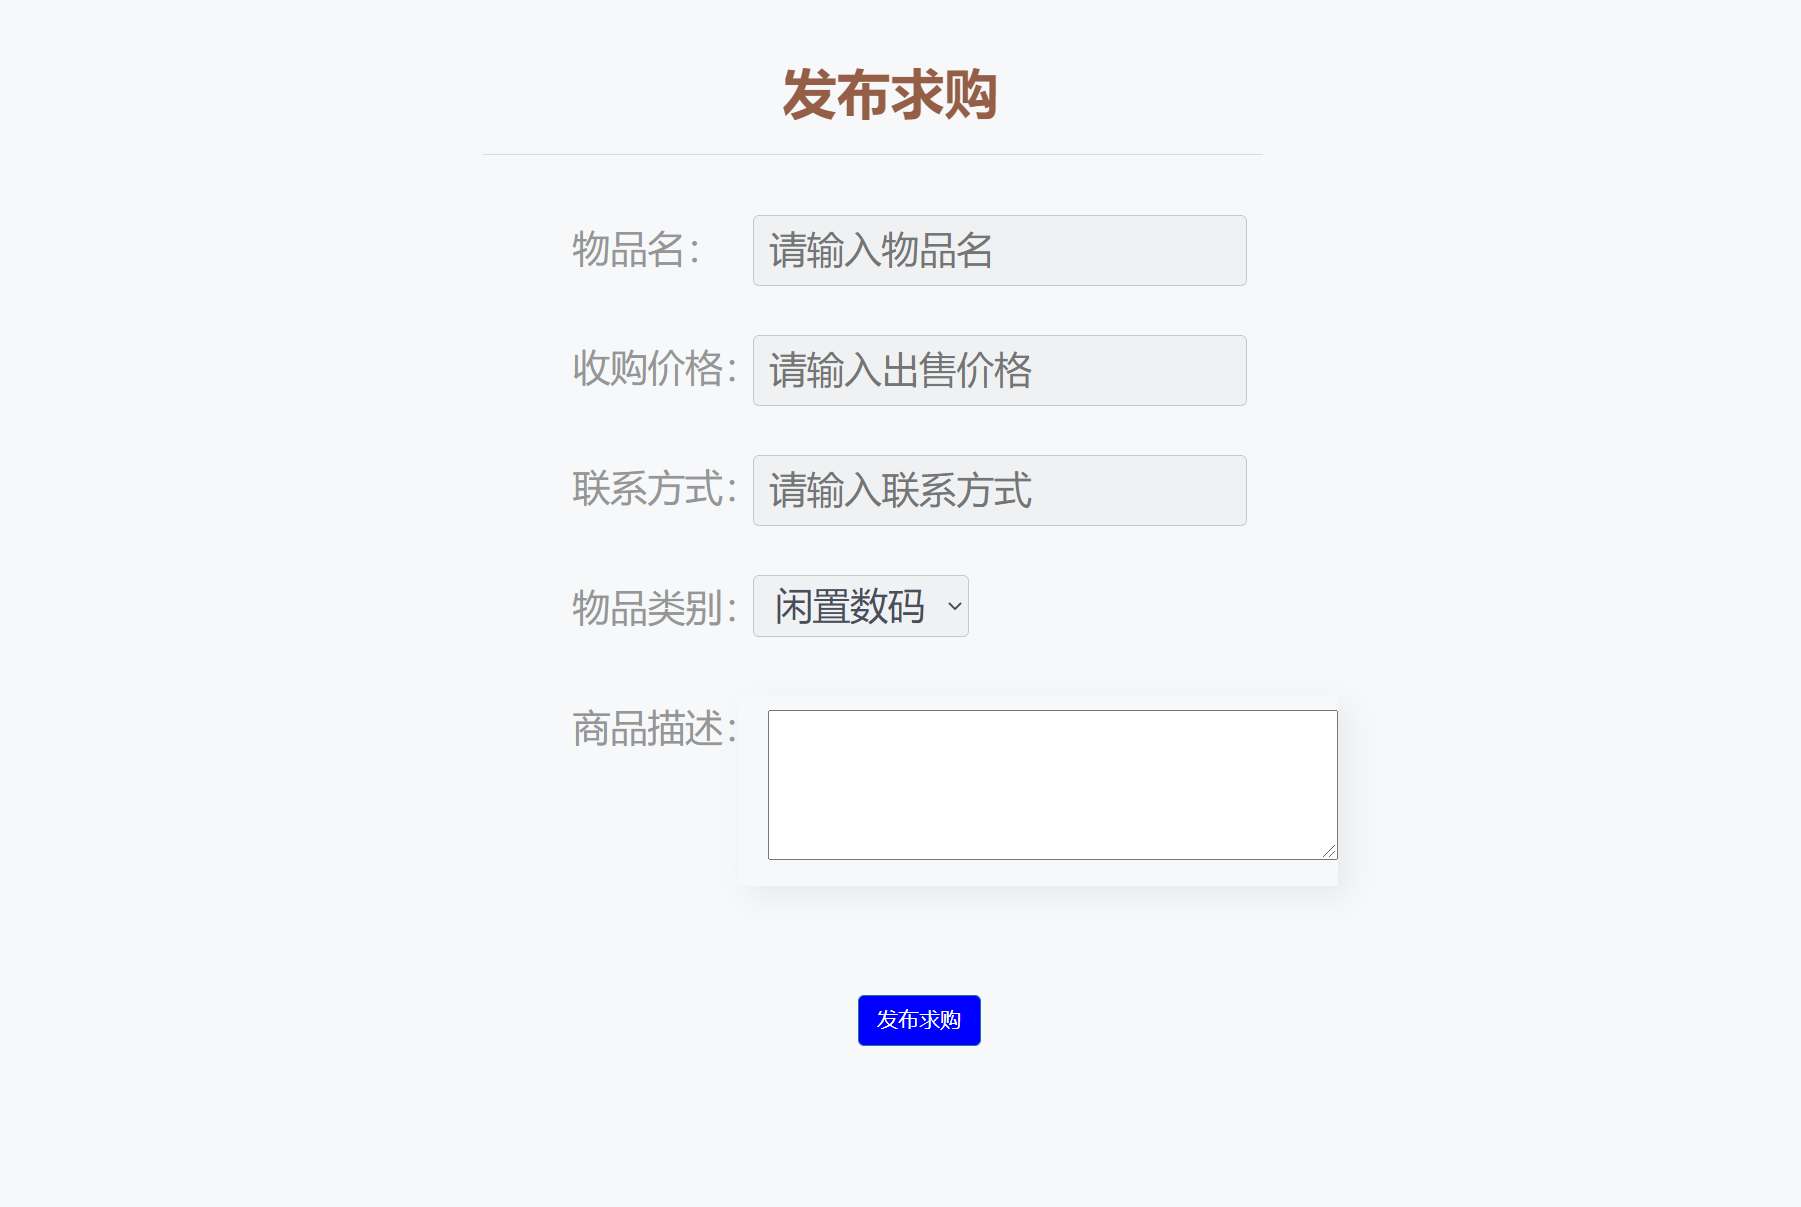 发布求购
物品名： 请输入物品名
收购价格： 请输入出售价格
联系方式： 请输入联系方式
物品类别： 闲置数码
商品描述：
发布求购